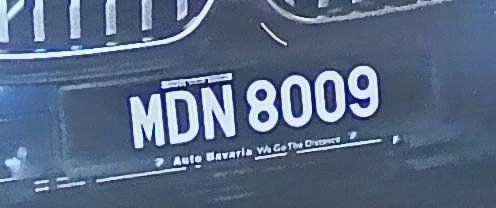 MDN 8009
Auto Bavaria We Go The Distance